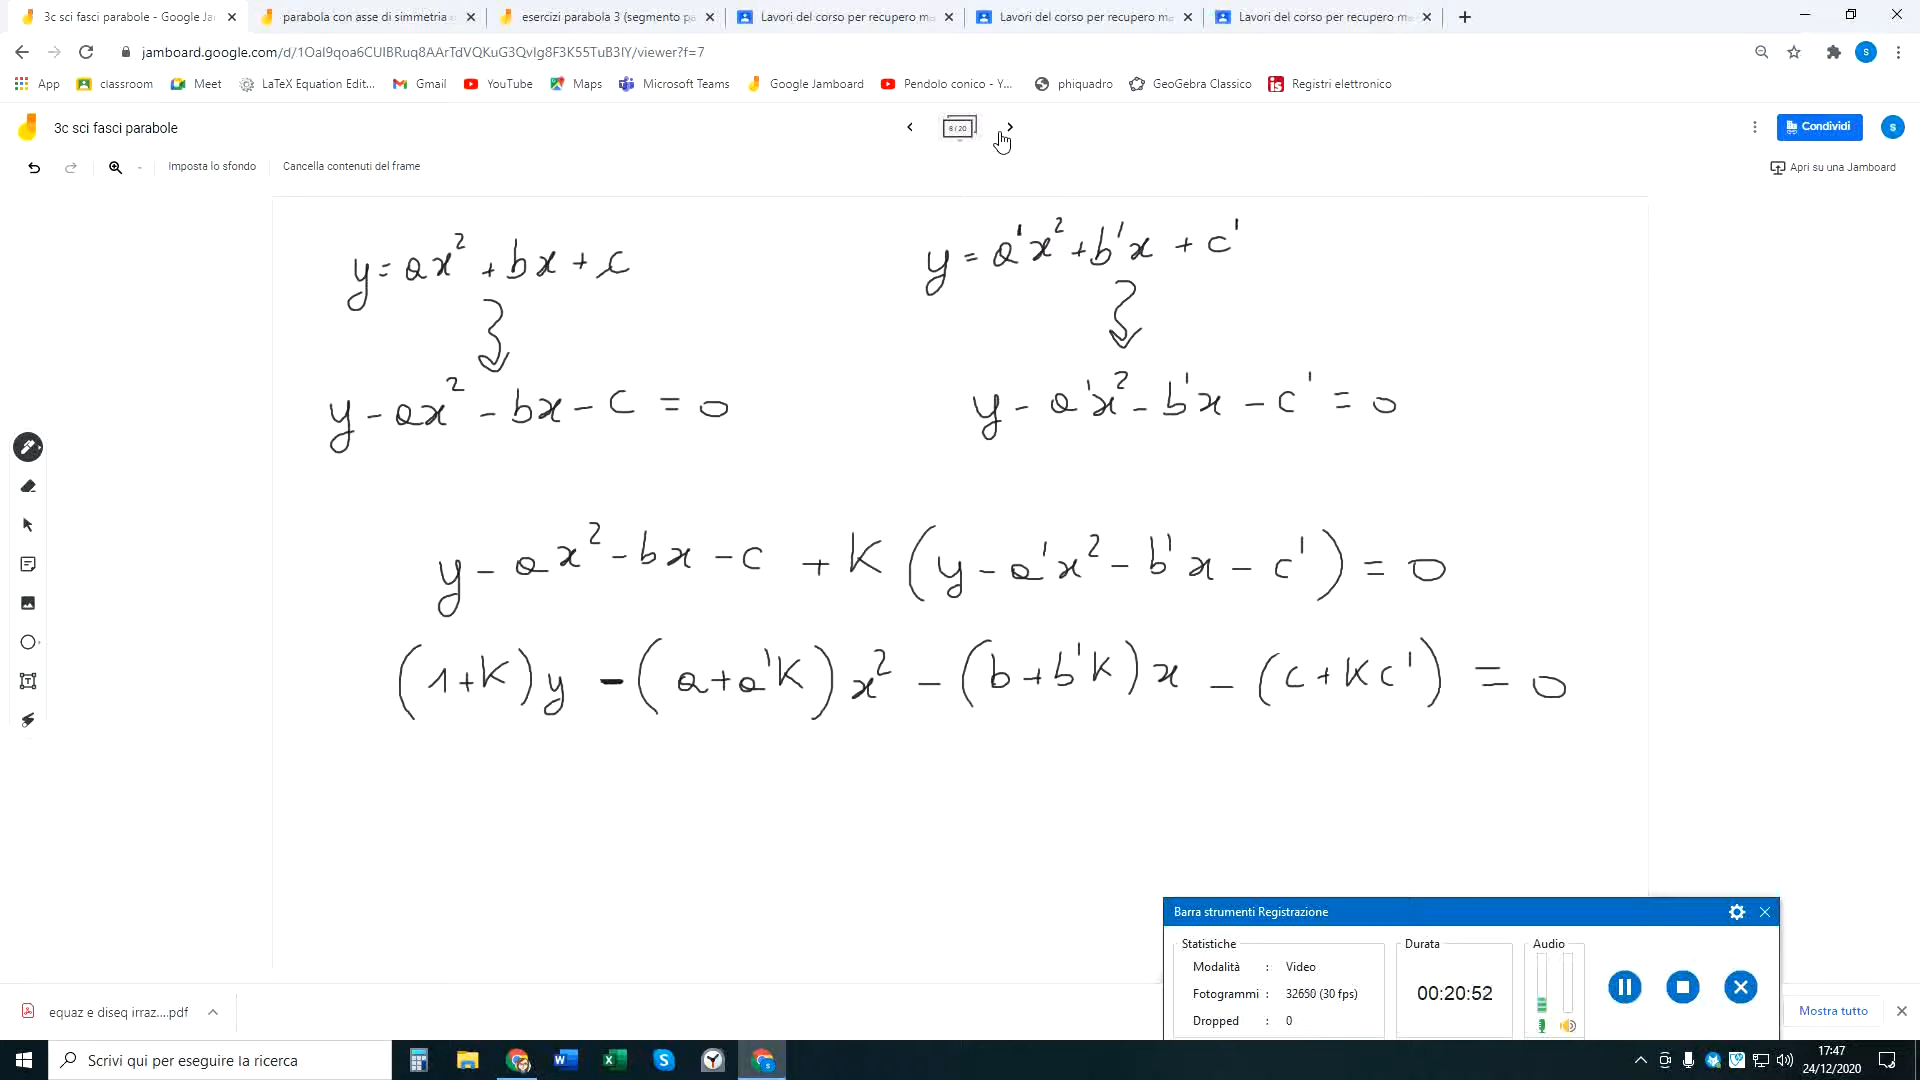 3c sci fasci parabole - Google Ja
parabola con asse di simmetria
esercizi parabola 3 (segmento pa
Lavori del corso per recupero ma
Lavori del corso per recupero ma
Lavori del corso per recupero ma
jamboard.google.com/d/1OaI9qoa6CUlBRuq8AArTdVQKuG3QvIg8F3K55TuB3IY/viewer?f=7
App classroom Meet LaTeX Equation Edit... Gmail YouTube Maps Microsoft Teams Google Jamboard Pendolo conico - Y... phiquadro GeoGebra Classico Registri elettronico
3c sci fasci parabole
8 / 20
Condividi
Imposta lo sfondo Cancella contenuti del frame
Apri su una Jamboard
y = ax² + bx + c
y = a'x² + b'x + c'
y - ax² - bx - c = 0
y - a'x² - b'x - c' = 0
y - ax² - bx - c + K (y - a'x² - b'x - c') = 0
(1+K) y - (a+a'K) x² - (b+b'K) x - (c+Kc') = 0
Barra strumenti Registrazione
Statistiche
Modalità : Video
Fotogrammi : 32650 (30 fps)
Dropped : 0
Durata
00:20:52
Audio
equaz e diseq irraz....pdf
Mostra tutto
Scrivi qui per eseguire la ricerca
17:47
24/12/2020